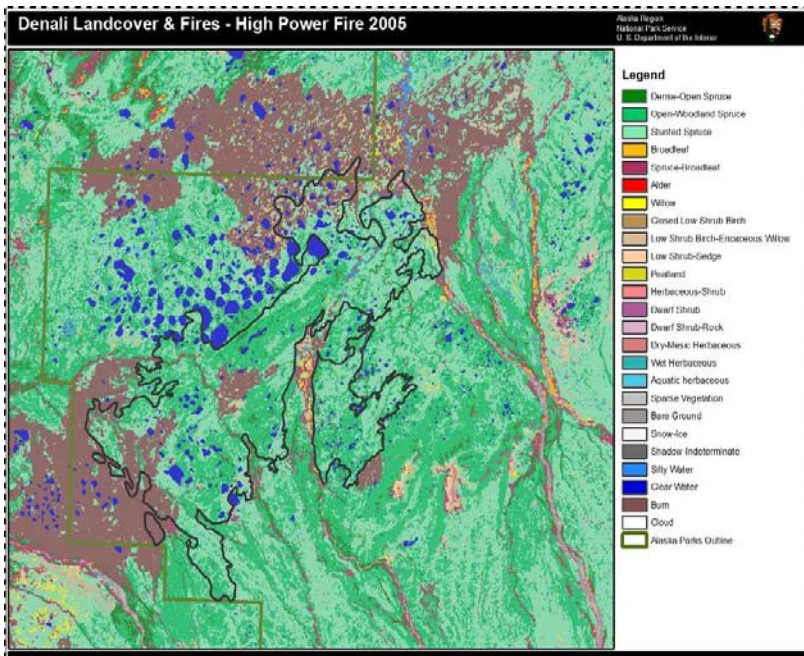 Denali Landcover & Fires - High Power Fire 2005
Alaska Region
National Park Service
U. S. Department of the Interior
Legend
Dense-Open Spruce
Open-Woodland Spruce
Stunted Spruce
Broadleaf
Spruce-Broadleaf
Alder
Willow
Closed Low Shrub Birch
Low Shrub Birch-Ericaceous Willow
Low Shrub-Sedge
Peatland
Herbaceous-Shrub
Dwarf Shrub
Dwarf Shrub-Rock
Dry-Mesic Herbaceous
Wet Herbaceous
Aquatic herbaceous
Sparse Vegetation
Bare Ground
Snow-Ice
Shadow Indeterminate
Silty Water
Clear Water
Burn
Cloud
Alaska Parks Outline